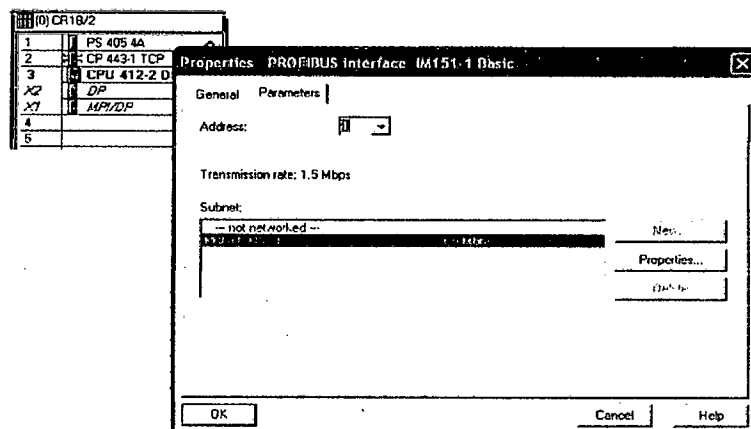 (0) CR18/2
1 PS 405 4A
2 CP 443-1 TCP
3 CPU 412-2 D
X2 DP
X1 MPI/DP
4
5
Properties PROFIBUS Interface IM151-1 Basic
General Parameters
Address:
Transmission rate: 1.5 Mbps
Subnet:
--- not networked ---
New...
Properties...
Delete
OK Cancel Help